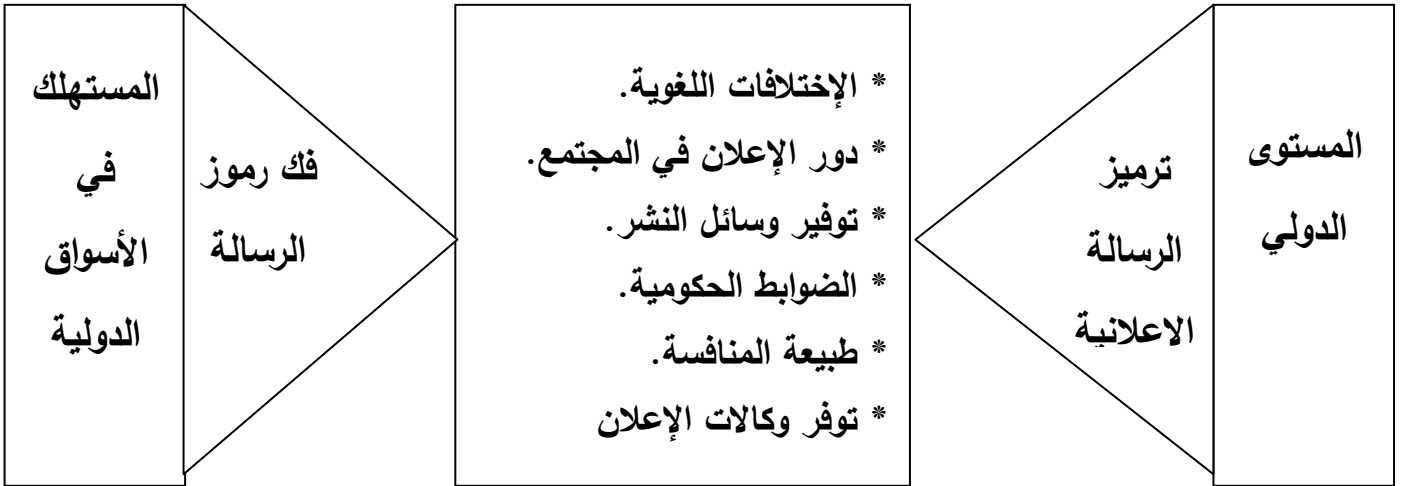 المستوى
الدولي
ترميز
الرسالة
الاعلانية
* الإختلافات اللغوية.
* دور الإعلان في المجتمع.
* توفير وسائل النشر.
* الضوابط الحكومية.
* طبيعة المنافسة.
* توفر وكالات الإعلان
فك رموز
الرسالة
المستهلك
في
الأسواق
الدولية